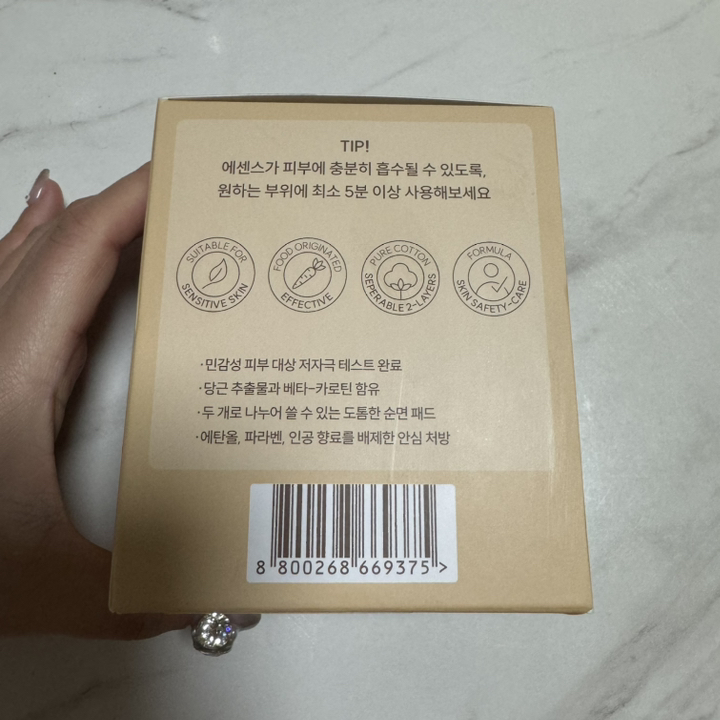 TIP!
에센스가 피부에 충분히 흡수될 수 있도록,
원하는 부위에 최소 5분 이상 사용해보세요
SUITABLE FOR
SENSITIVE SKIN
FOOD ORIGINATED
EFFECTIVE
PURE COTTON
SEPERABLE 2-LAYERS
FORMULA
SKIN SAFETY-CARE
·민감성 피부 대상 저자극 테스트 완료
·당근 추출물과 베타-카로틴 함유
·두 개로 나누어 쓸 수 있는 도톰한 순면 패드
·에탄올, 파라벤, 인공 향료를 배제한 안심 처방
8 800268 669375 >